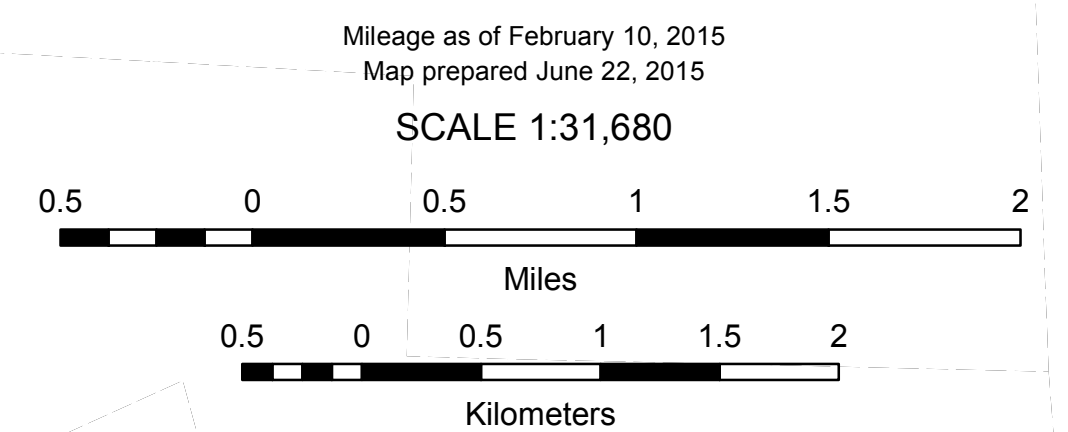 Mileage as of February 10, 2015
Map prepared June 22, 2015
SCALE 1:31,680
0.5 0 0.5 1 1.5 2
Miles
0.5 0 0.5 1 1.5 2
Kilometers